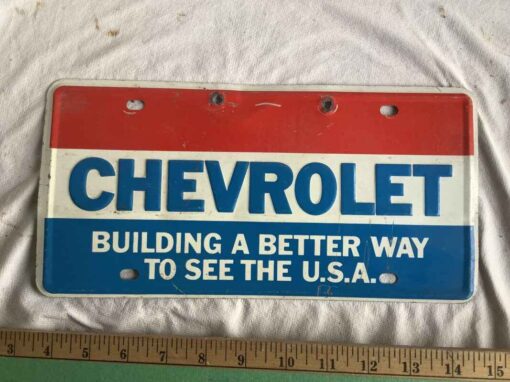 CHEVROLET
BUILDING A BETTER WAY
TO SEE THE U.S.A.
3 4 5 6 7 8 9 10 11 12 13 14 15